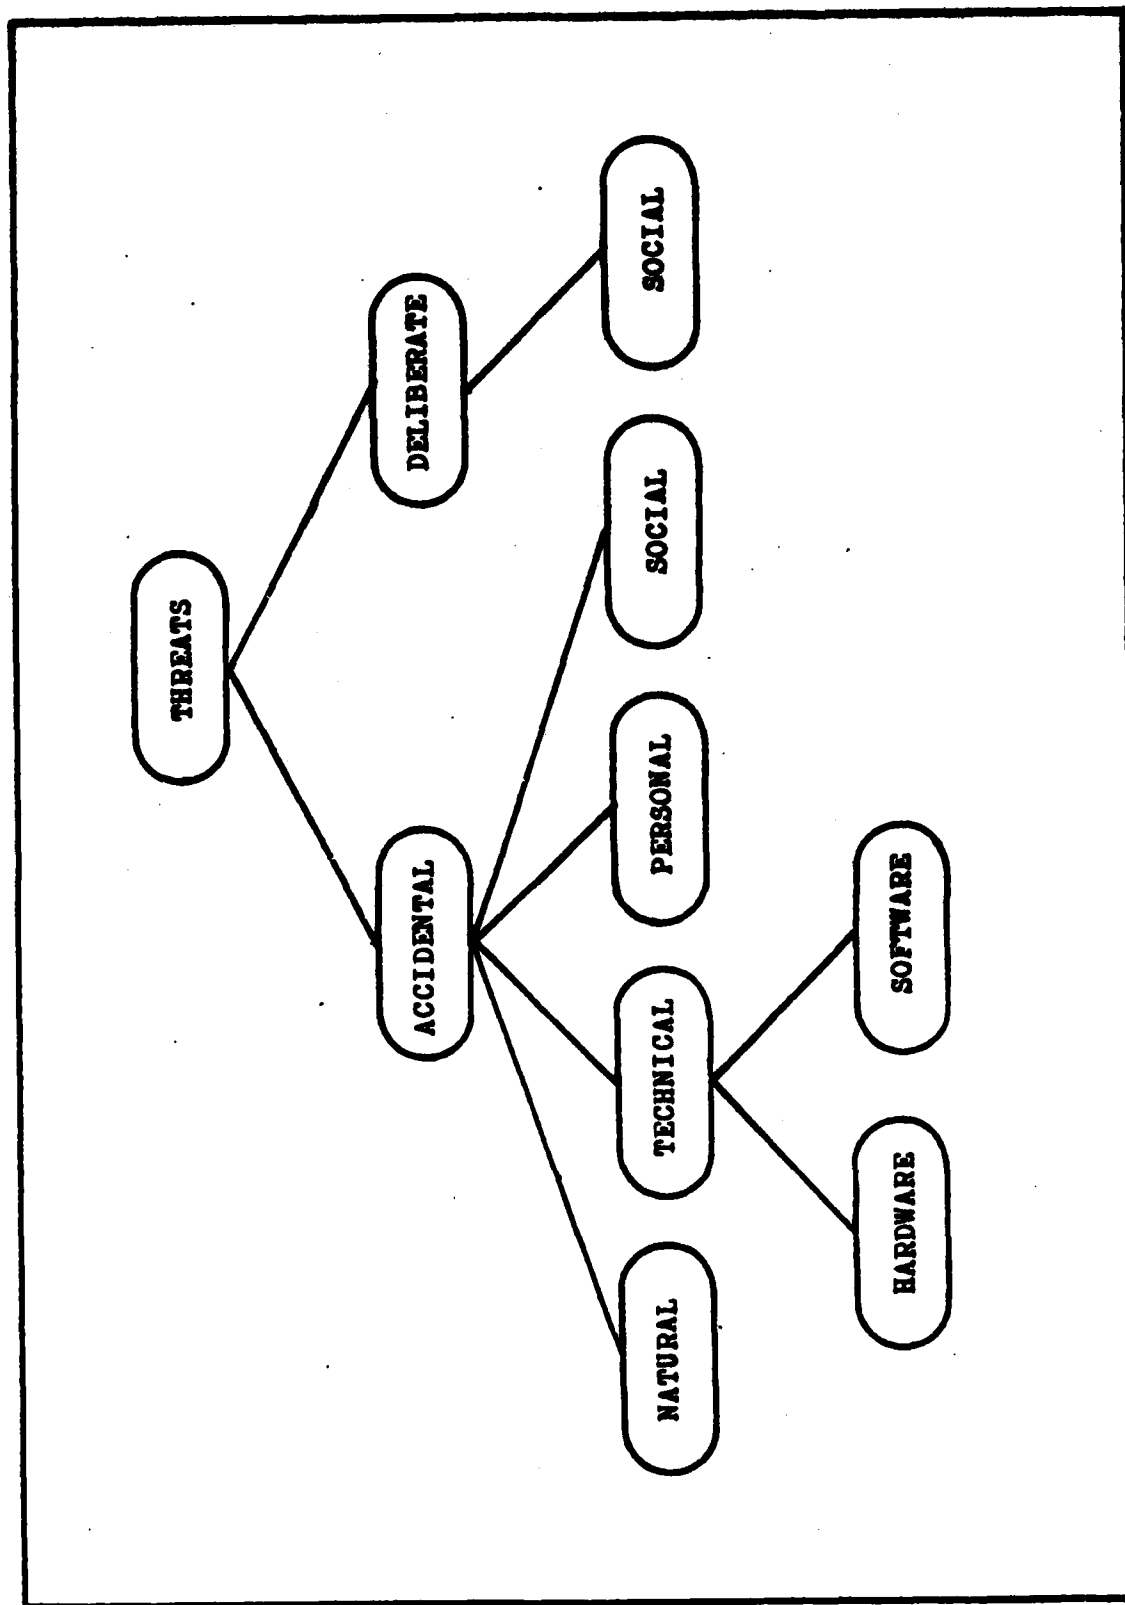 THREATS
ACCIDENTAL
DELIBERATE
NATURAL
TECHNICAL
PERSONAL
SOCIAL
SOCIAL
HARDWARE
SOFTWARE